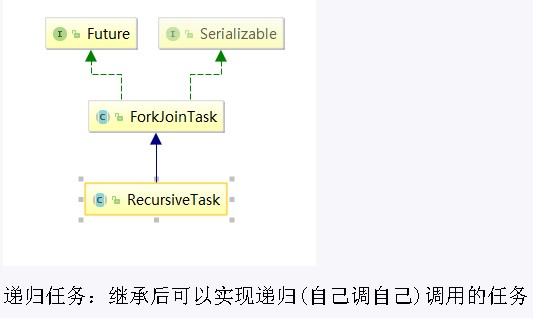 I Future
I Serializable
C ForkJoinTask
C RecursiveTask
递归任务：继承后可以实现递归(自己调自己)调用的任务